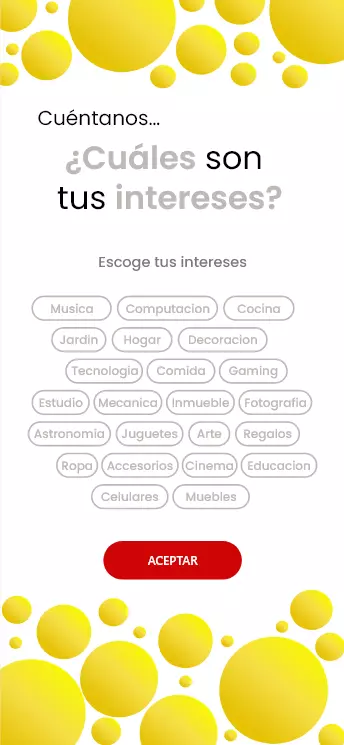 Cuéntanos...
¿Cuáles son
tus intereses?
Escoge tus intereses
Musica Computacion Cocina
Jardin Hogar Decoracion
Tecnologia Comida Gaming
Estudio Mecanica Inmueble Fotografia
Astronomia Juguetes Arte Regalos
Ropa Accesorios Cinema Educacion
Celulares Muebles
ACEPTAR